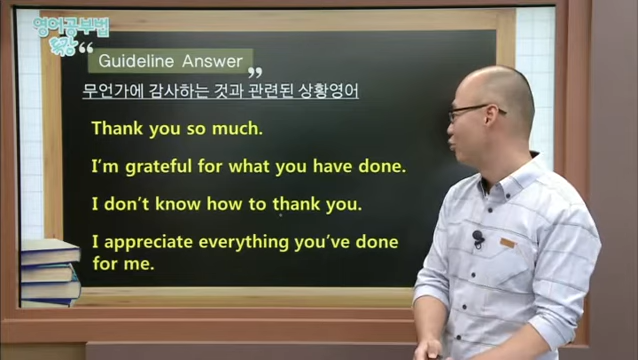 영어공부법
특강
“
Guideline Answer
”
무언가에 감사하는 것과 관련된 상황영어
Thank you so much.
I’m grateful for what you have done.
I don’t know how to thank you.
I appreciate everything you’ve done
for me.